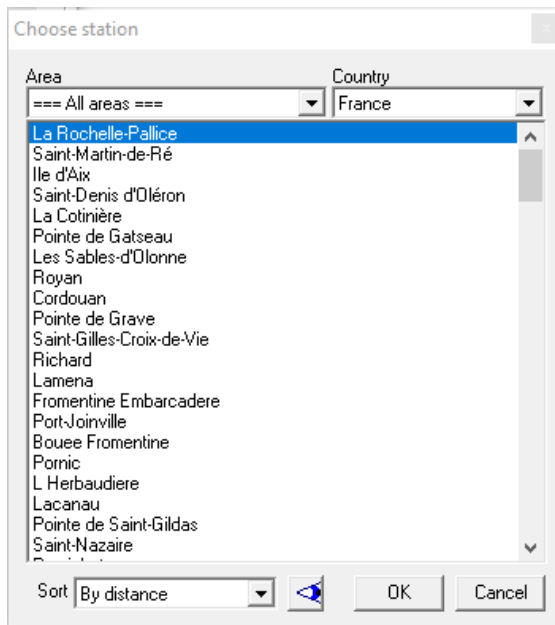 Choose station
Area Country
=== All areas === France
La Rochelle-Pallice
Saint-Martin-de-Ré
Ile d'Aix
Saint-Denis d'Oléron
La Cotinière
Pointe de Gatseau
Les Sables-d'Olonne
Royan
Cordouan
Pointe de Grave
Saint-Gilles-Croix-de-Vie
Richard
Lamena
Fromentine Embarcadere
Port-Joinville
Bouee Fromentine
Pornic
L Herbaudiere
Lacanau
Pointe de Saint-Gildas
Saint-Nazaire
Sort By distance OK Cancel